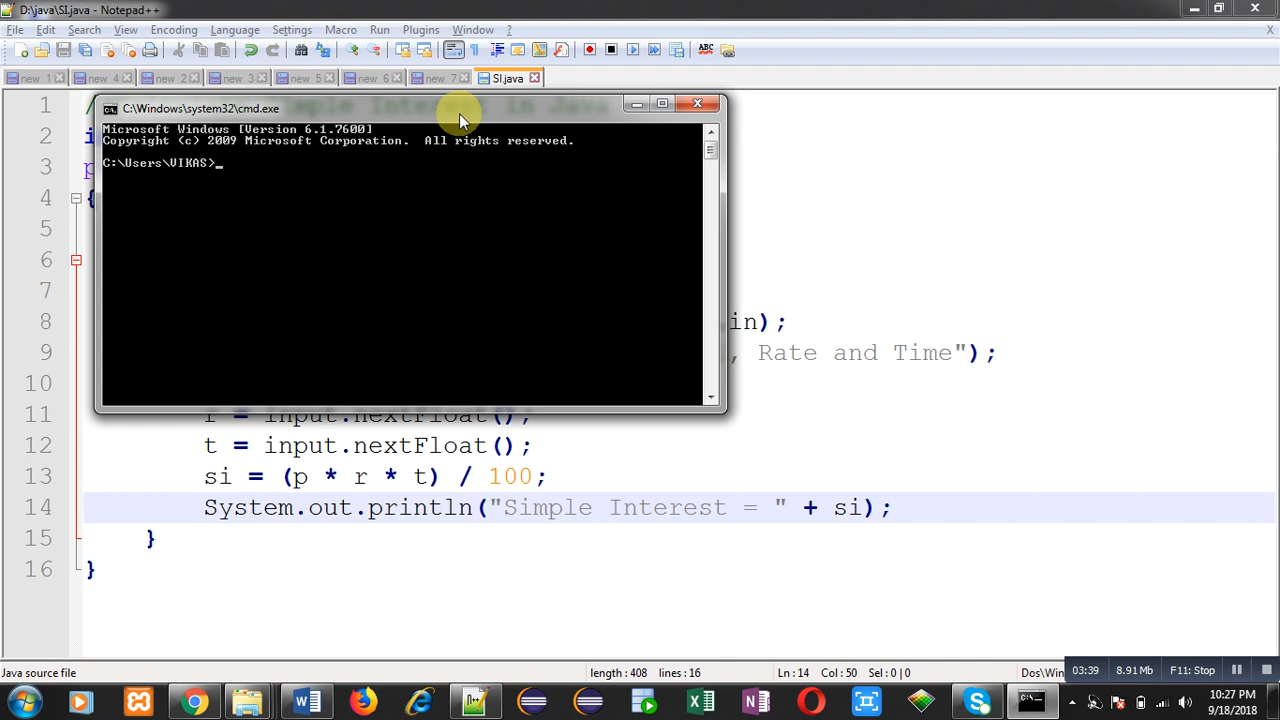 D:\java\SI.java - Notepad++
File Edit Search View Encoding Language Settings Macro Run Plugins Window ? X
new 1 new 4 new 2 new 3 new 5 new 6 new 7 SI.java
C:\Windows\system32\cmd.exe
Microsoft Windows [Version 6.1.7600]
Copyright (c) 2009 Microsoft Corporation. All rights reserved.
C:\Users\VIKAS>_
1
2
3
4 {
5
6
7
8 in);
9 , Rate and Time");
10
11 r = input.nextFloat();
12 t = input.nextFloat();
13 si = (p * r * t) / 100;
14 System.out.println("Simple Interest = " + si);
15 }
16 }
Java source file length : 408 lines : 16 Ln : 14 Col : 50 Sel : 0 | 0 Dos\Win
03:39 8.91 Mb F11: Stop
10:27 PM
9/18/2018